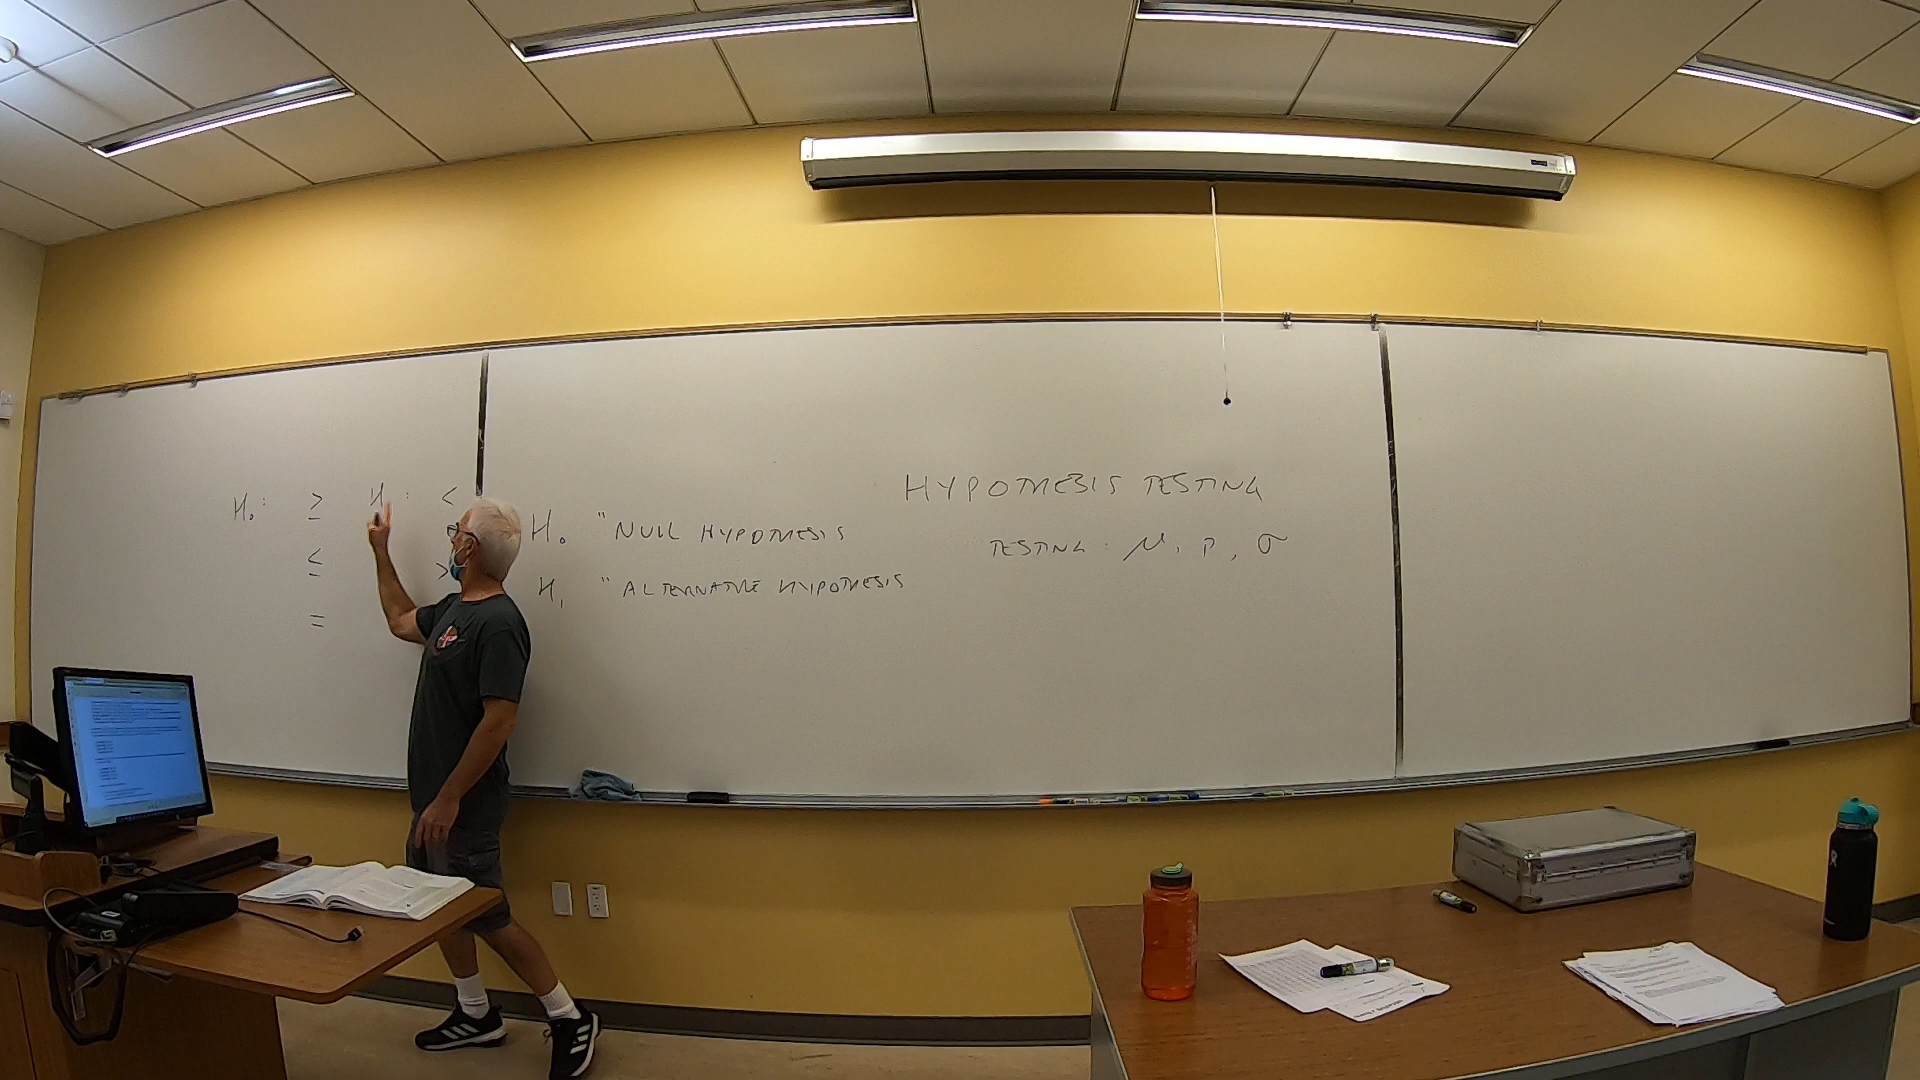 H₀: ≥ H₁: <
≤ >
=
H₀ "NULL HYPOTHESIS
H₁ "ALTERNATIVE HYPOTHESIS
HYPOTHESIS TESTING
TESTING: μ, p, σ